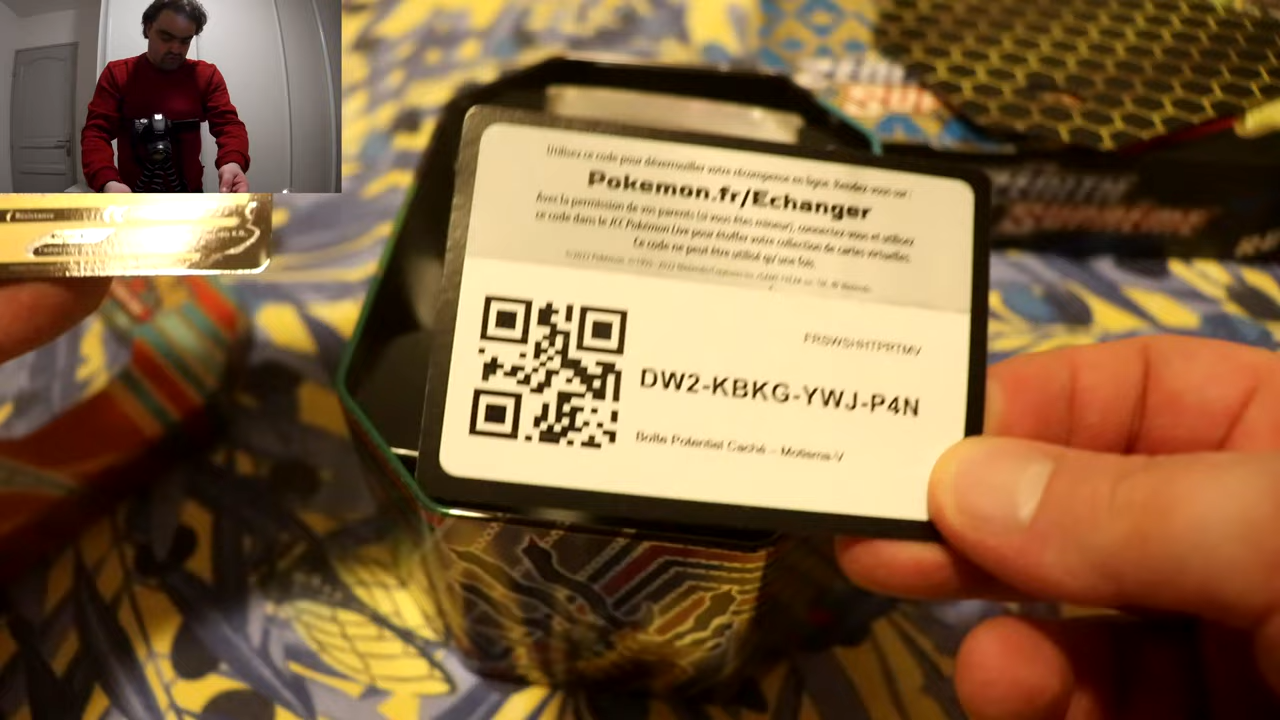 Utilisez ce code pour déverrouiller votre récompense en ligne. Rendez-vous sur :
Pokemon.fr/Echanger
Avec la permission de vos parents (si vous êtes mineur), connectez-vous et utilisez
ce code dans le JCC Pokémon Live pour étoffer votre collection de cartes virtuelles.
Le code ne peut être utilisé qu'une fois.
FRSWSHHTPRTMV
DW2-KBKG-YWJ-P4N
Boîte Potentiel Caché – Motisma-V
Résistance